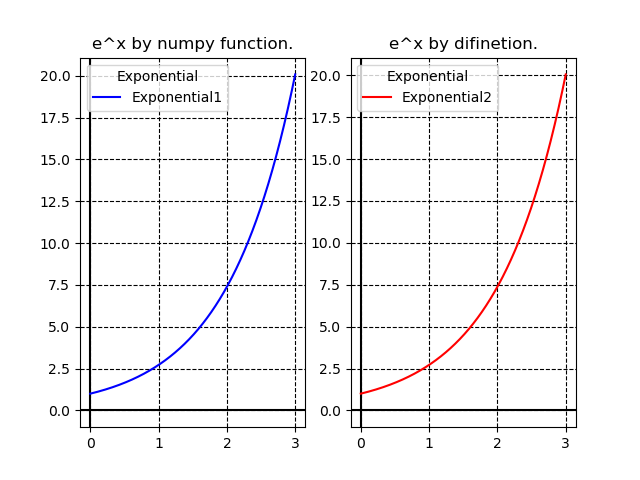 e^x by numpy function.
Exponential
Exponential1
20.0
17.5
15.0
12.5
10.0
7.5
5.0
2.5
0.0
0 1 2 3
e^x by difinetion.
Exponential
Exponential2
20.0
17.5
15.0
12.5
10.0
7.5
5.0
2.5
0.0
0 1 2 3